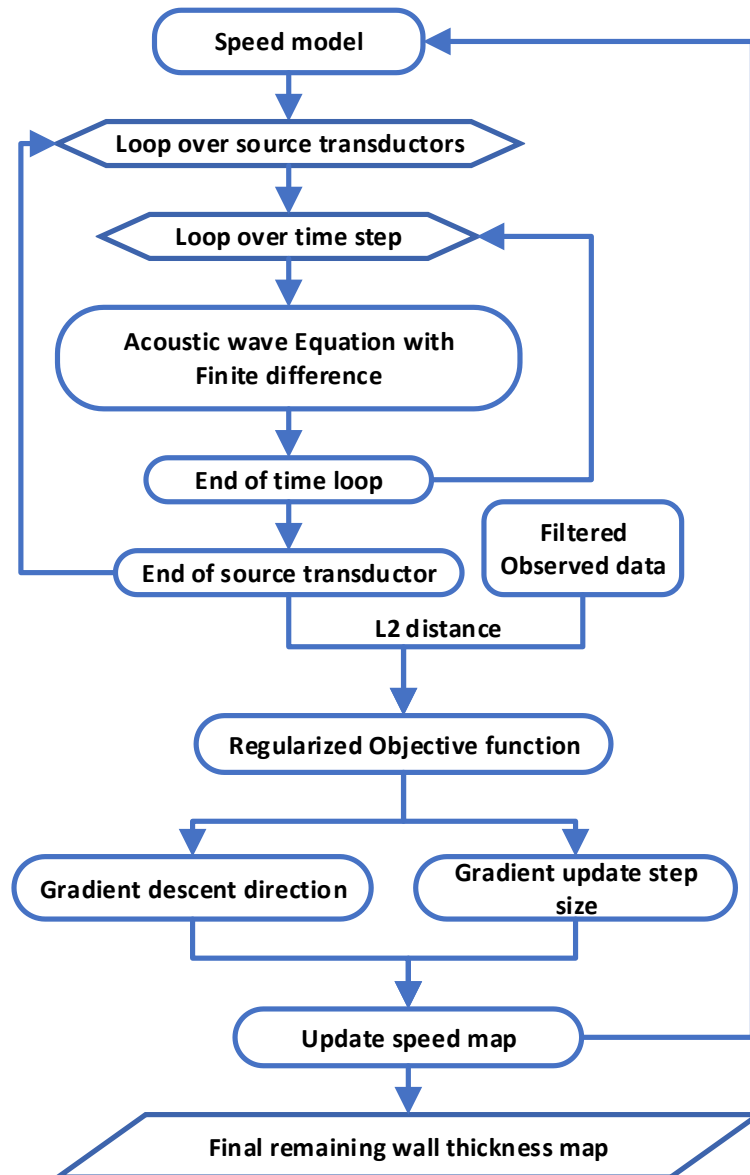 Speed model
Loop over source transductors
Loop over time step
Acoustic wave Equation with
Finite difference
End of time loop
Filtered
Observed data
End of source transductor
L2 distance
Regularized Objective function
Gradient descent direction
Gradient update step
size
Update speed map
Final remaining wall thickness map